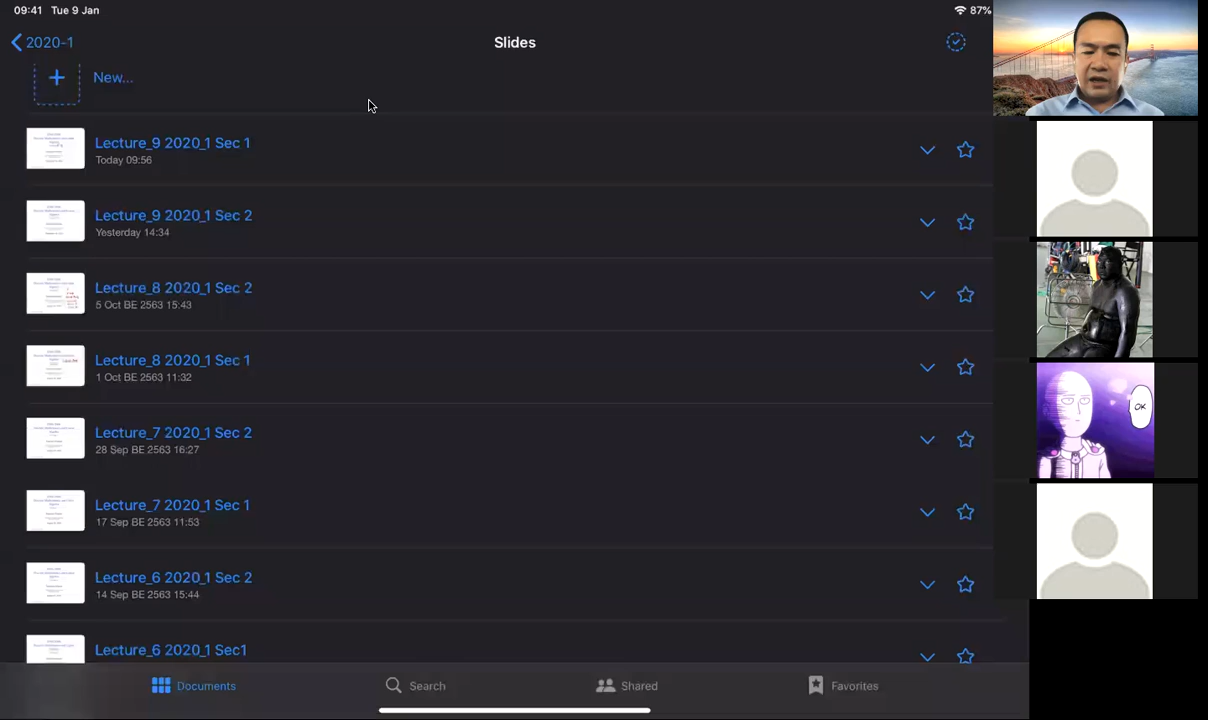 09:41 Tue 9 Jan
87%
2020-1
Slides
New...
Lecture_9 2020_1 Sec 1
Today 09:56
Lecture_9 2020_1 Sec 2
Yesterday 14:34
Lecture_8 2020_1 Sec 2
5 Oct BE 2563 15:43
Lecture_8 2020_1 Sec 1
1 Oct BE 2563 11:32
Lecture_7 2020_1 Sec 2
28 Sep BE 2563 16:27
Lecture_7 2020_1 Sec 1
17 Sep BE 2563 11:53
Lecture_6 2020_1 Sec 2
14 Sep BE 2563 15:44
Lecture_6 2020_1 Sec1
OK
Documents
Search
Shared
Favorites